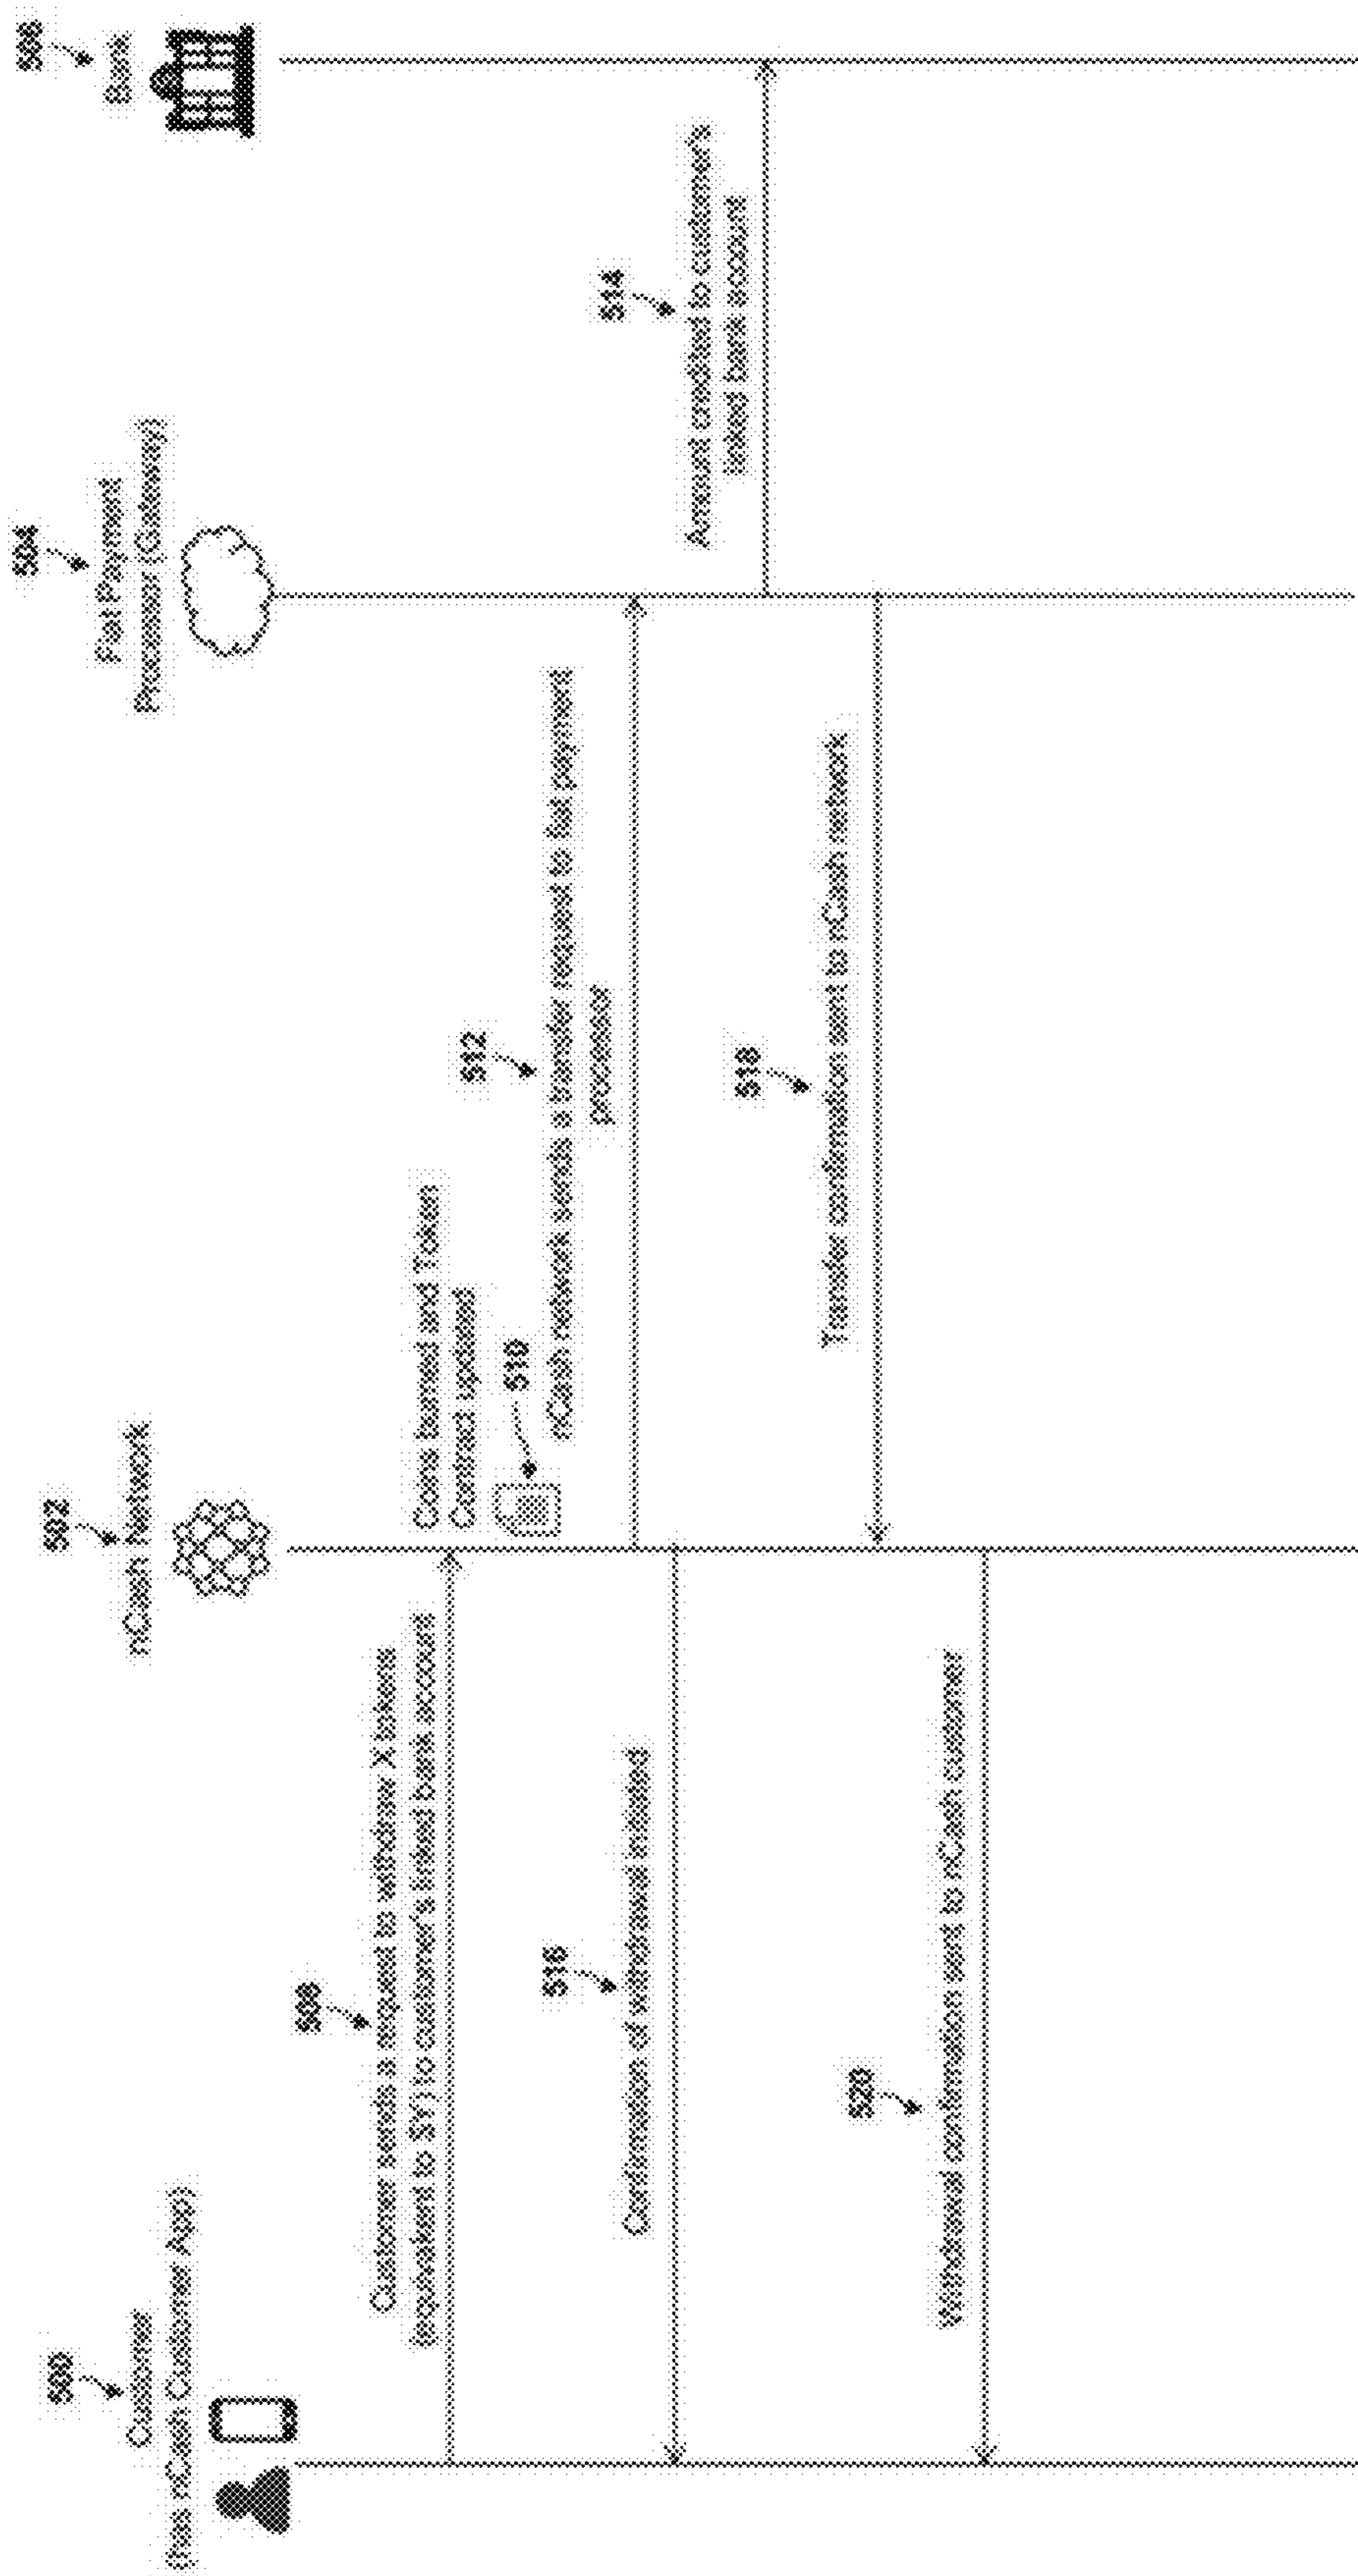 500
Customer
(via nCash Customer App)
502
nCash Network
504
Fiat Payment
Processor (Gateway)
506
Bank
508
Customer sends a request to withdraw X tokens
(equivalent to $Y) to customer's linked bank account
Coins burned and Token
Contract updated
510
512
nCash network sends a transfer request to fiat payment
processor
514
Amount credited to customer's
linked bank account
516
Confirmation of withdrawal initiated
518
Transfer confirmation sent to nCash network
520
Withdrawal confirmation sent to nCash customer